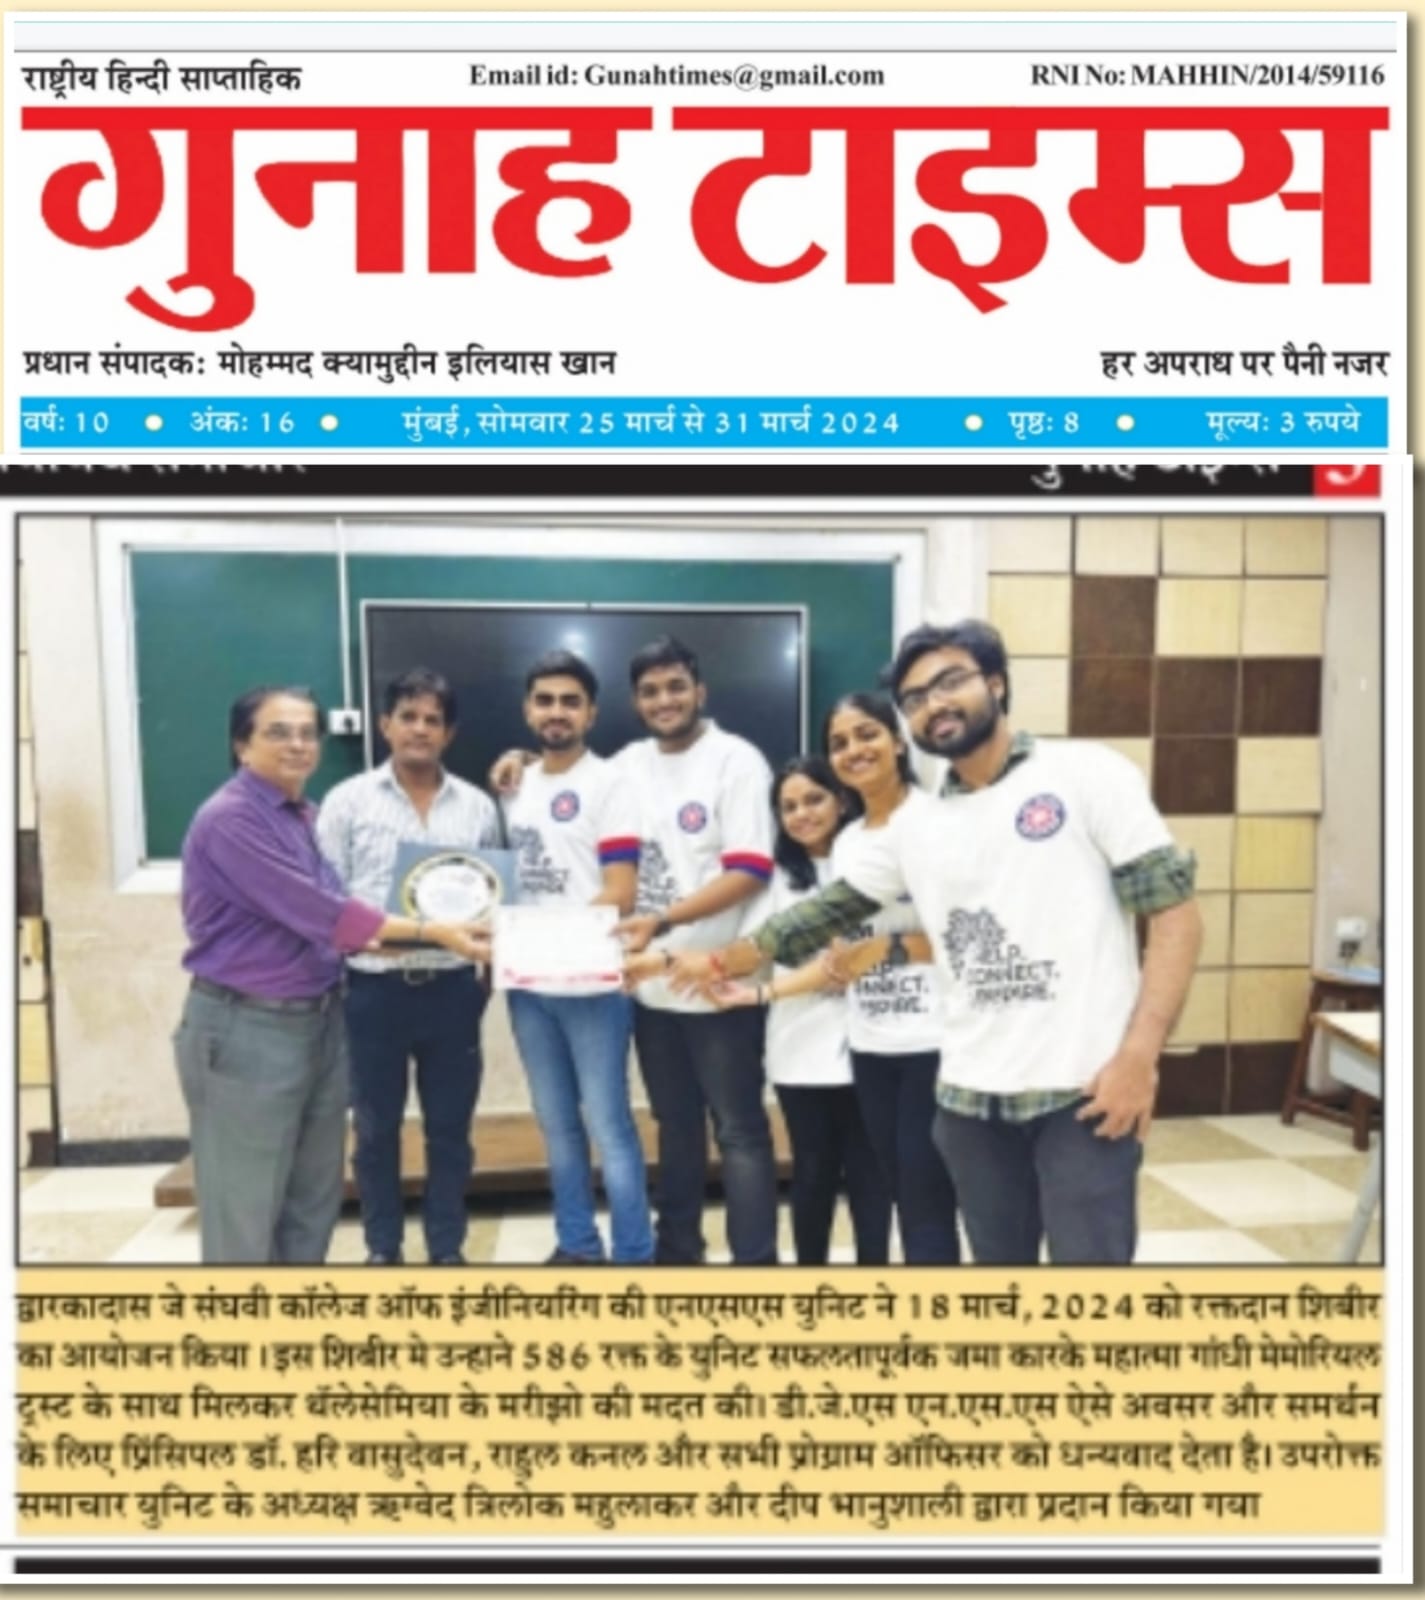 राष्ट्रीय हिन्दी साप्ताहिक Email id: Gunahtimes@gmail.com RNI No: MAHHIN/2014/59116
गुनाह टाइम्स
प्रधान संपादक: मोहम्मद क्यामुद्दीन इलियास खान हर अपराध पर पैनी नजर
वर्ष: 10 • अंक: 16 • मुंबई, सोमवार 25 मार्च से 31 मार्च 2024 • पृष्ठ: 8 • मूल्य: 3 रुपये
गुनाह टाइम्स 5
HELP.
CONNECT.
द्वारकादास जे संघवी कॉलेज ऑफ इंजीनियरिंग की एनएसएस युनिट ने 18 मार्च, 2024 को रक्तदान शिबीर
का आयोजन किया ।इस शिबीर मे उन्हाने 586 रक्त के युनिट सफलतापूर्वक जमा कारके महात्मा गांधी मेमोरियल
ट्रस्ट के साथ मिलकर थॅलेसेमिया के मरीझो की मदत की। डी.जे.एस एन.एस.एस ऐसे अवसर और समर्थन
के लिए प्रिंसिपल डॉ. हरि वासुदेवन, राहुल कनल और सभी प्रोग्राम ऑफिसर को धन्यवाद देता है। उपरोक्त
समाचार युनिट के अध्यक्ष ऋग्वेद त्रिलोक महुलाकर और दीप भानुशाली द्वारा प्रदान किया गया